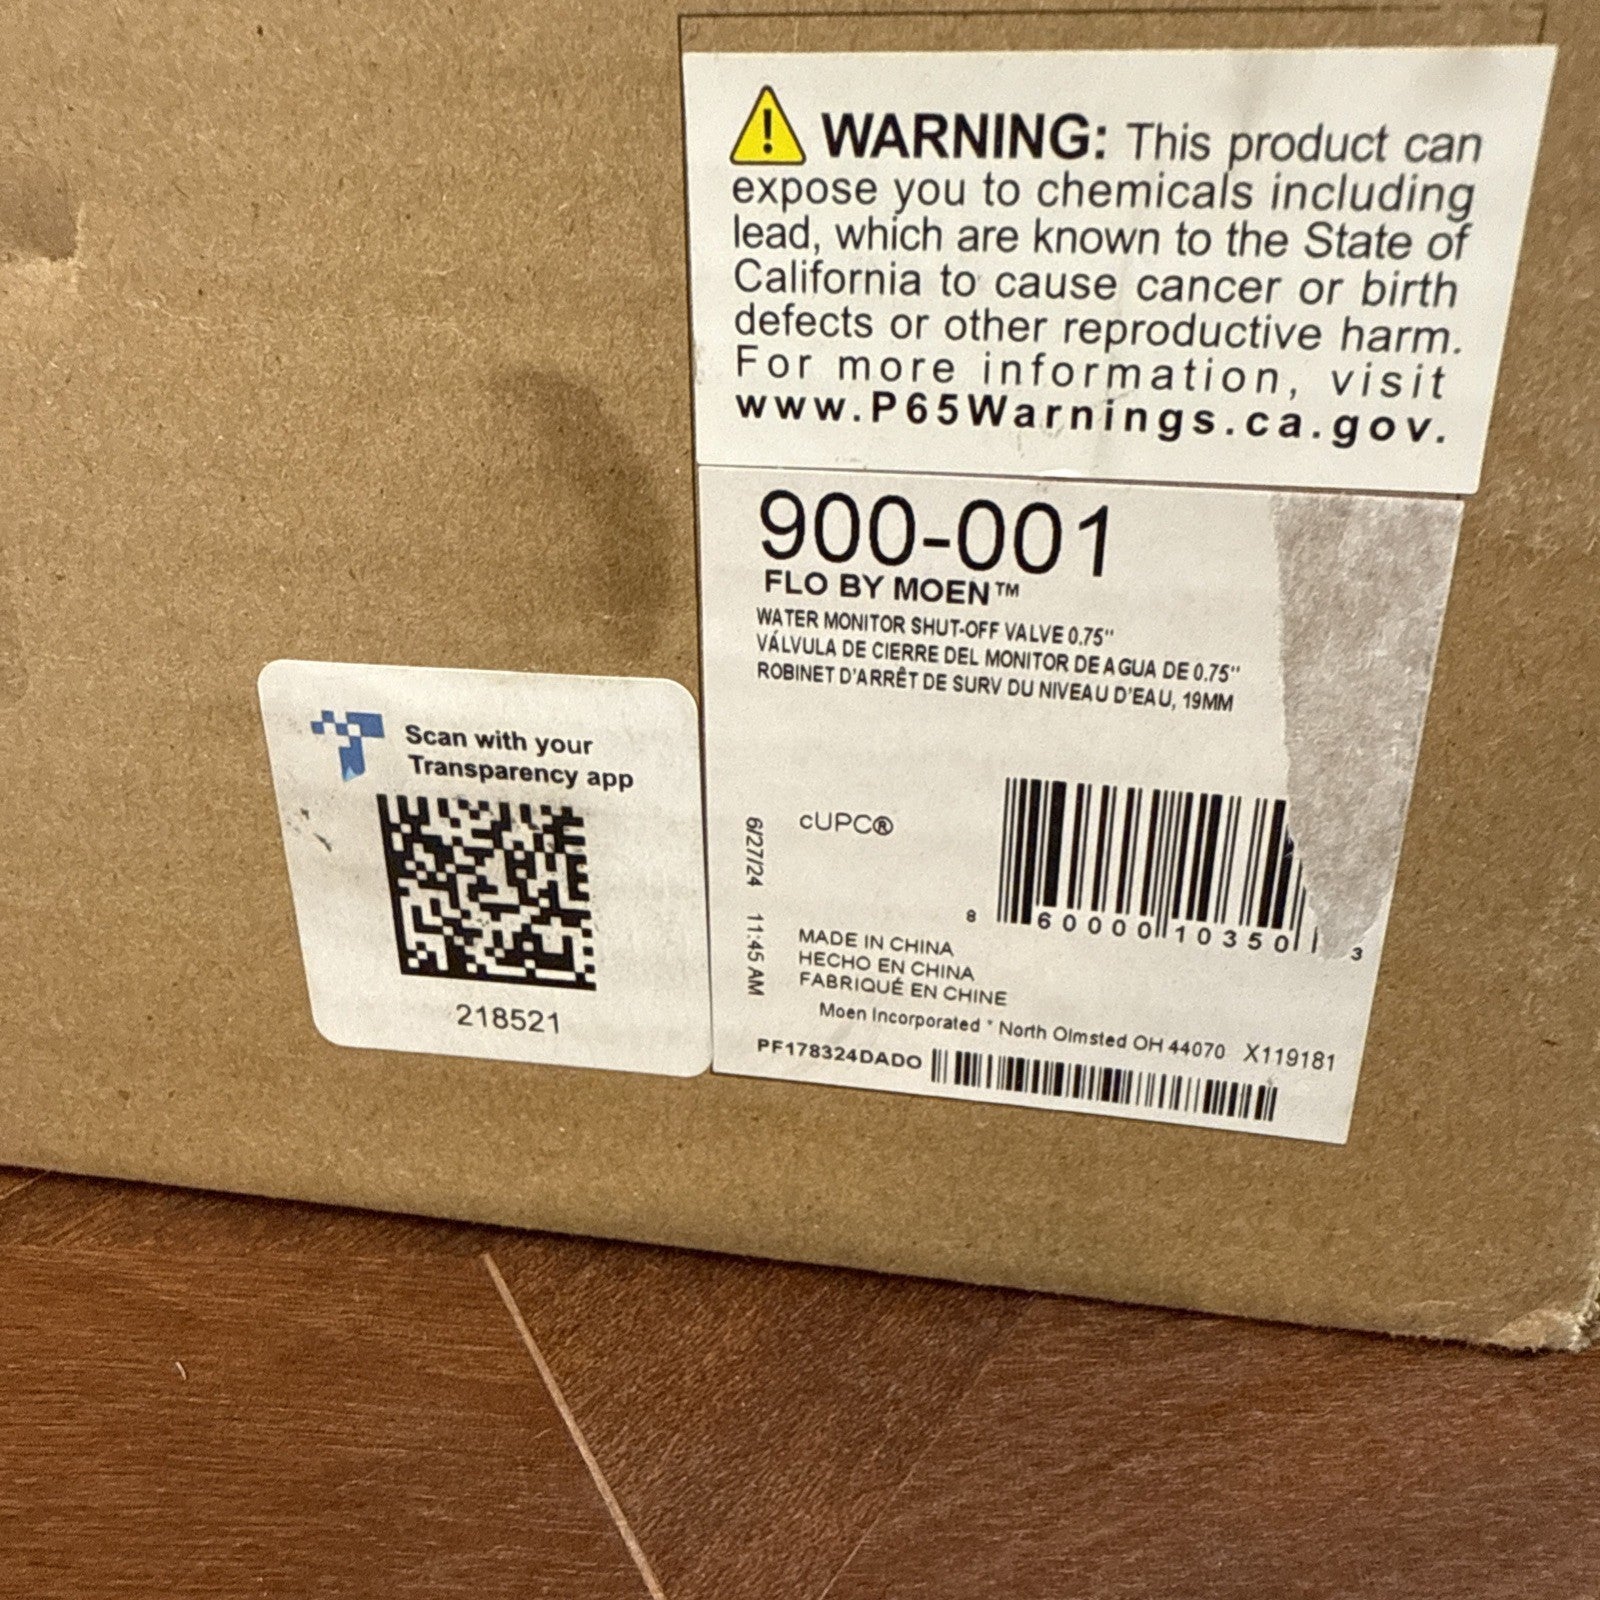 WARNING: This product can
expose you to chemicals including
lead, which are known to the State of
California to cause cancer or birth
defects or other reproductive harm.
For more information, visit
www.P65Warnings.ca.gov.
900-001
FLO BY MOEN™
WATER MONITOR SHUT-OFF VALVE 0.75"
VÁLVULA DE CIERRE DEL MONITOR DE AGUA DE 0.75"
ROBINET D'ARRÊT DE SURV DU NIVEAU D'EAU, 19MM
Scan with your
Transparency app
218521
6/27/24 11:45 AM
cUPC®
8 60000 10350 3
MADE IN CHINA
HECHO EN CHINA
FABRIQUÉ EN CHINE
Moen Incorporated * North Olmsted OH 44070 X119181
PF178324DADO